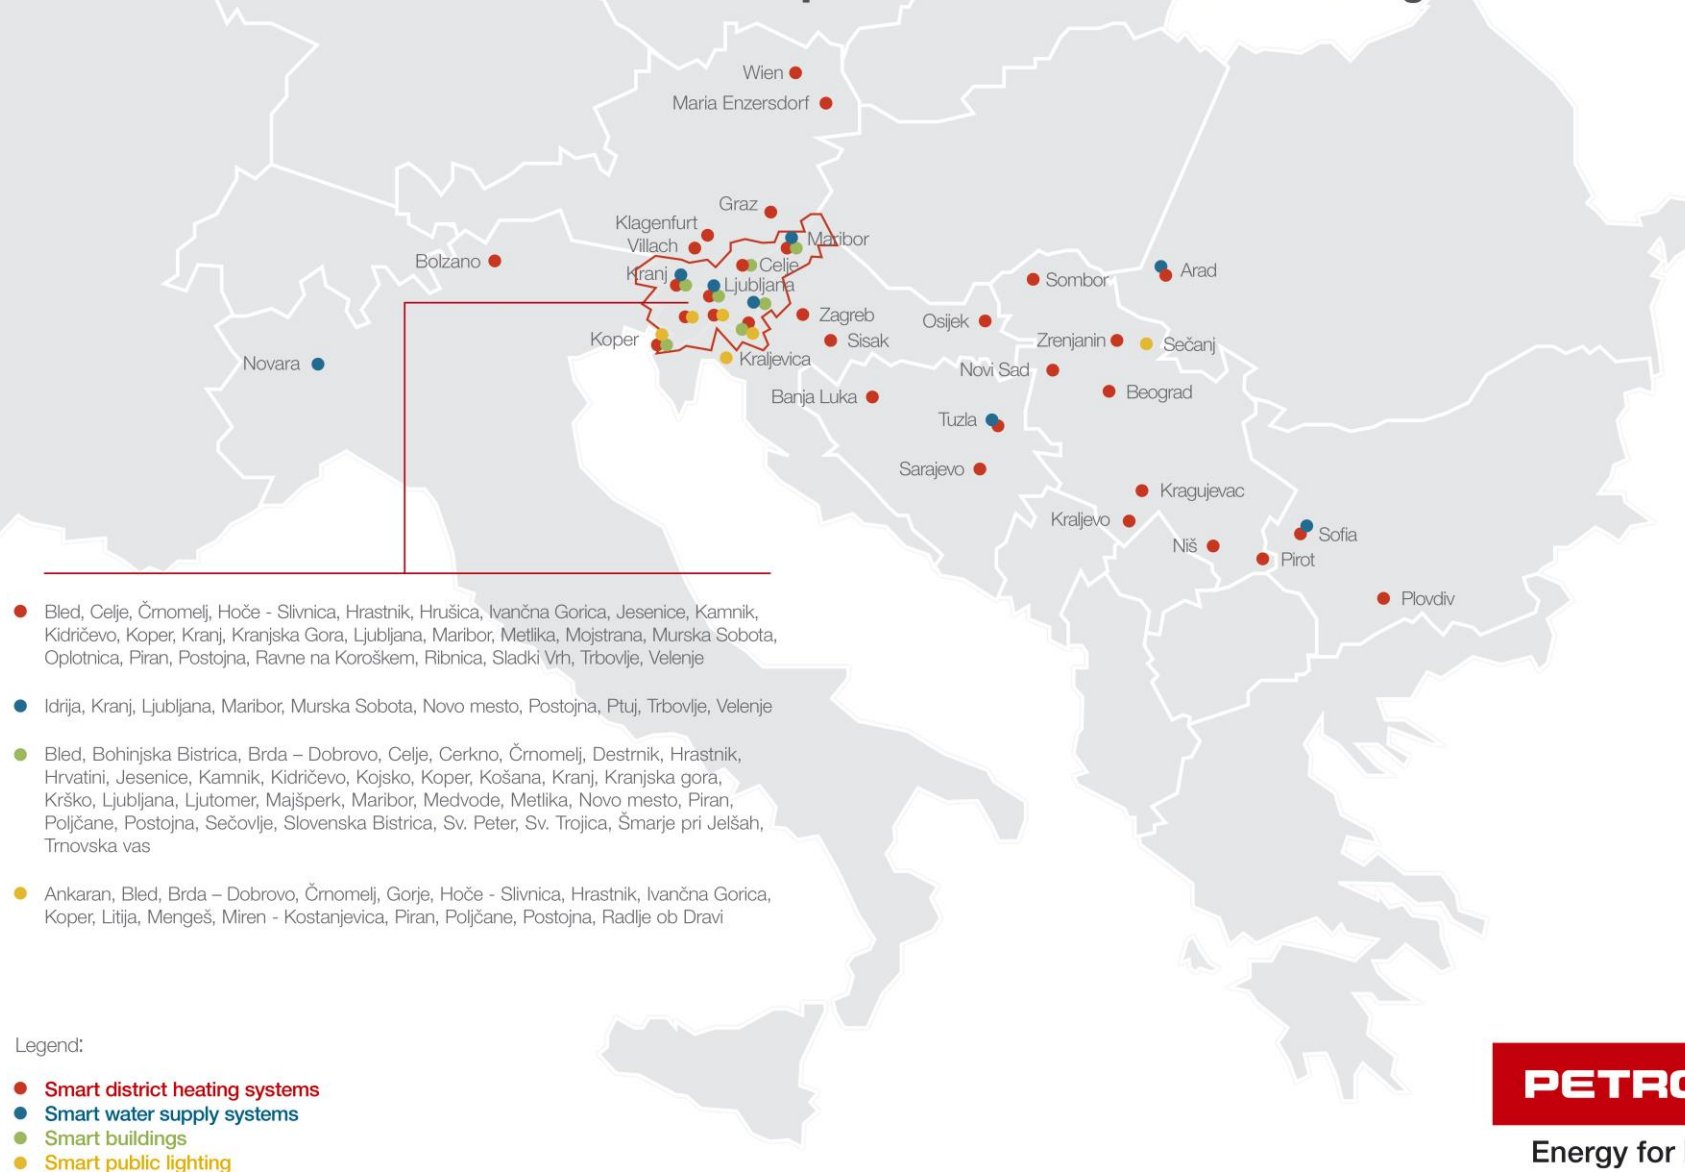 Wien
Maria Enzersdorf
Graz
Klagenfurt
Villach
Maribor
Bolzano
Celje
Kranj
Ljubljana
Sombor
Arad
Zagreb
Osijek
Koper
Sisak
Zrenjanin
Sečanj
Kraljevica
Novara
Novi Sad
Banja Luka
Beograd
Tuzla
Sarajevo
Kragujevac
Kraljevo
Sofia
Niš
Pirot
Plovdiv
Bled, Celje, Črnomelj, Hoče - Slivnica, Hrastnik, Hrušica, Ivančna Gorica, Jesenice, Kamnik,
Kidričevo, Koper, Kranj, Kranjska Gora, Ljubljana, Maribor, Metlika, Mojstrana, Murska Sobota,
Oplotnica, Piran, Postojna, Ravne na Koroškem, Ribnica, Sladki Vrh, Trbovlje, Velenje
Idrija, Kranj, Ljubljana, Maribor, Murska Sobota, Novo mesto, Postojna, Ptuj, Trbovlje, Velenje
Bled, Bohinjska Bistrica, Brda – Dobrovo, Celje, Cerkno, Črnomelj, Destrnik, Hrastnik,
Hrvatini, Jesenice, Kamnik, Kidričevo, Kojsko, Koper, Košana, Kranj, Kranjska gora,
Krško, Ljubljana, Ljutomer, Majšperk, Maribor, Medvode, Metlika, Novo mesto, Piran,
Poljčane, Postojna, Sečovlje, Slovenska Bistrica, Sv. Peter, Sv. Trojica, Šmarje pri Jelšah,
Trnovska vas
Ankaran, Bled, Brda – Dobrovo, Črnomelj, Gorje, Hoče - Slivnica, Hrastnik, Ivančna Gorica,
Koper, Litija, Mengeš, Miren - Kostanjevica, Piran, Poljčane, Postojna, Radlje ob Dravi
Legend:
Smart district heating systems
Smart water supply systems
Smart buildings
Smart public lighting
PETRO
Energy for